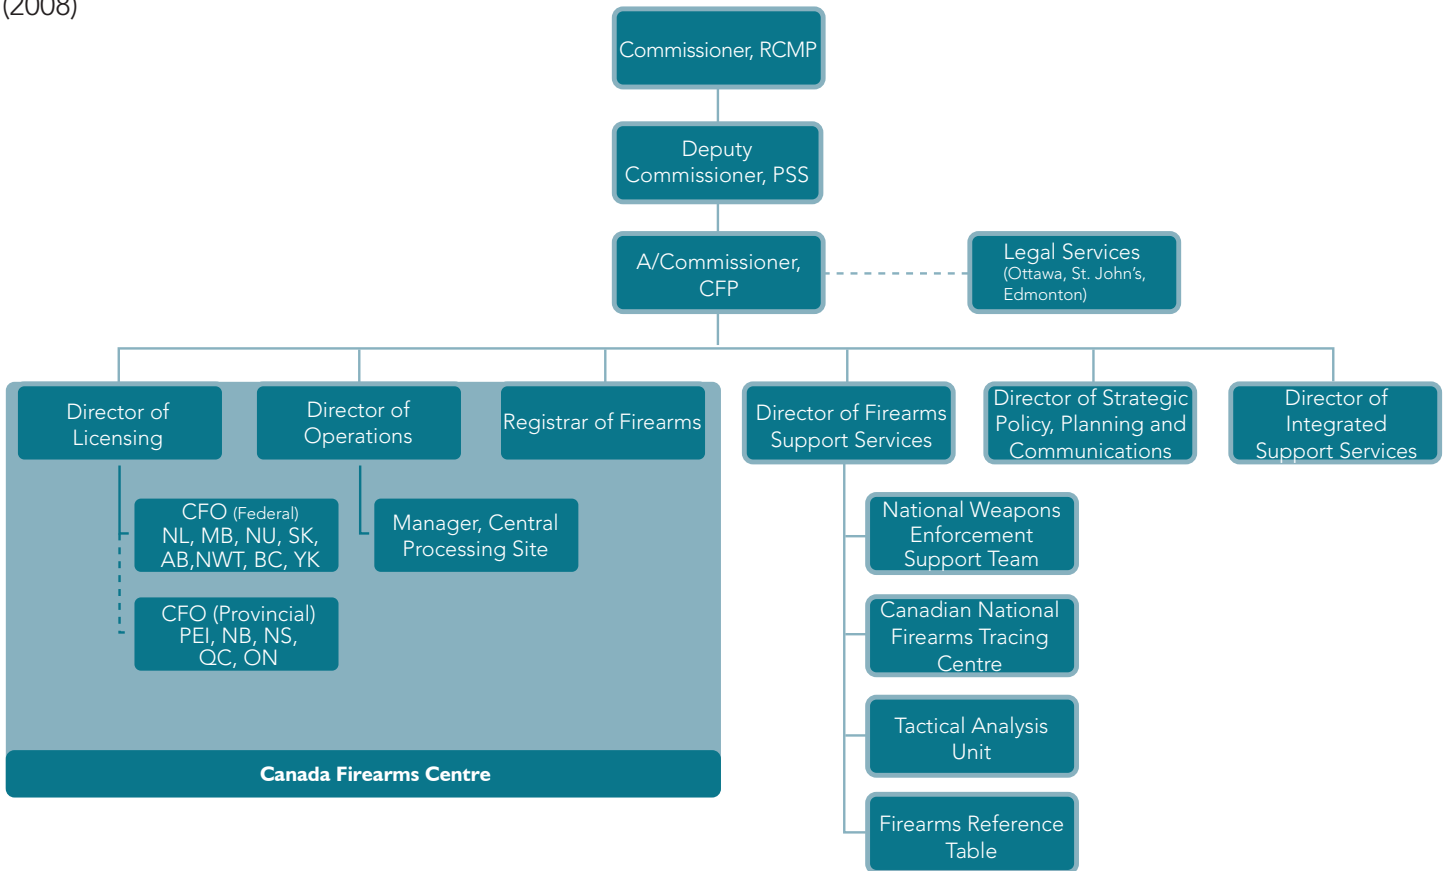 (2008)
Commissioner, RCMP
Deputy
Commissioner, PSS
A/Commissioner,
CFP
Legal Services
(Ottawa, St. John's,
Edmonton)
Director of
Licensing
Director of
Operations
Registrar of Firearms
Director of Firearms
Support Services
Director of Strategic
Policy, Planning and
Communications
Director of
Integrated
Support Services
CFO (Federal)
NL, MB, NU, SK,
AB,NWT, BC, YK
Manager, Central
Processing Site
CFO (Provincial)
PEI, NB, NS,
QC, ON
National Weapons
Enforcement
Support Team
Canadian National
Firearms Tracing
Centre
Tactical Analysis
Unit
Firearms Reference
Table
Canada Firearms Centre